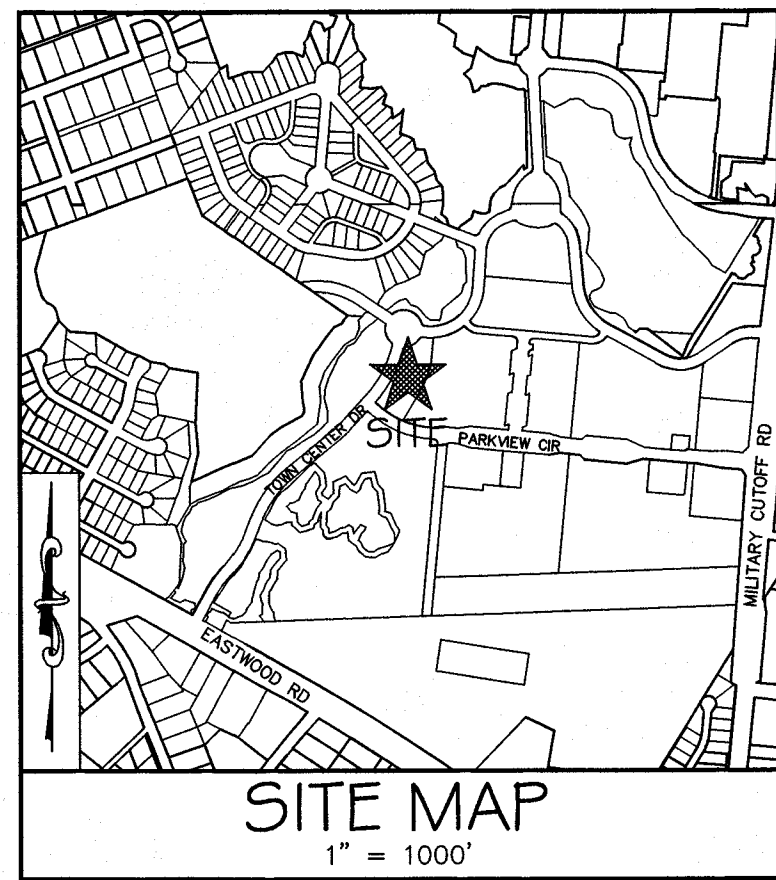 SITE
TOWN CENTER DR
PARKVIEW CIR
MILITARY CUTOFF RD
EASTWOOD RD
SITE MAP
1" = 1000'